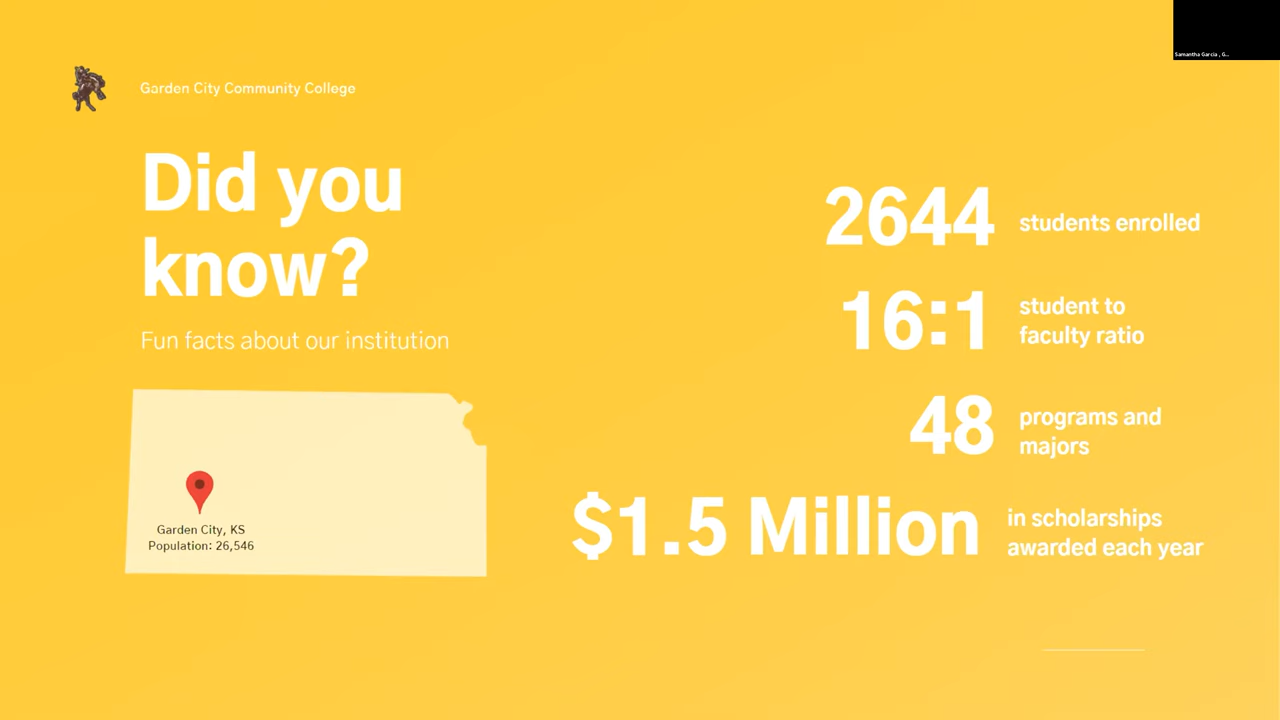 Samantha Garcia , G...
Garden City Community College
Did you
know?
Fun facts about our institution
Garden City, KS
Population: 26,546
2644 students enrolled
16:1 student to
faculty ratio
48 programs and
majors
$1.5 Million in scholarships
awarded each year